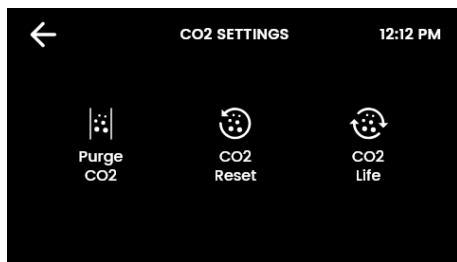 CO2 SETTINGS
12:12 PM
Purge
CO2
CO2
Reset
CO2
Life